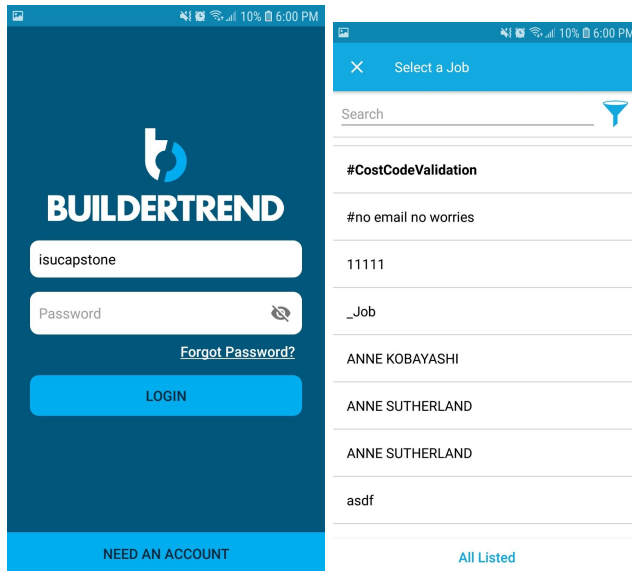 10% 6:00 PM
BUILDERTREND
isucapstone
Password
Forgot Password?
LOGIN
NEED AN ACCOUNT
10% 6:00 PM
Select a Job
Search
#CostCodeValidation
#no email no worries
11111
_Job
ANNE KOBAYASHI
ANNE SUTHERLAND
ANNE SUTHERLAND
asdf
All Listed